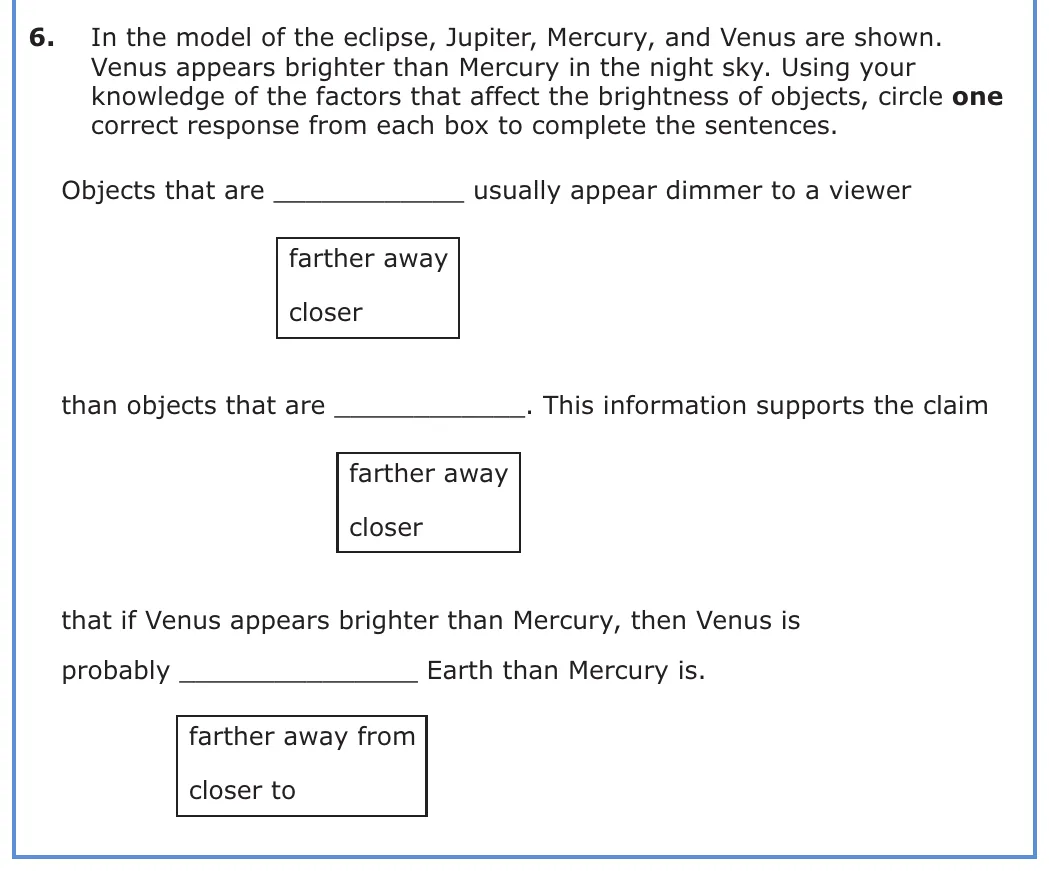 6. In the model of the eclipse, Jupiter, Mercury, and Venus are shown.
Venus appears brighter than Mercury in the night sky. Using your
knowledge of the factors that affect the brightness of objects, circle one
correct response from each box to complete the sentences.
Objects that are ____________ usually appear dimmer to a viewer
farther away
closer
than objects that are ____________. This information supports the claim
farther away
closer
that if Venus appears brighter than Mercury, then Venus is
probably _______________ Earth than Mercury is.
farther away from
closer to